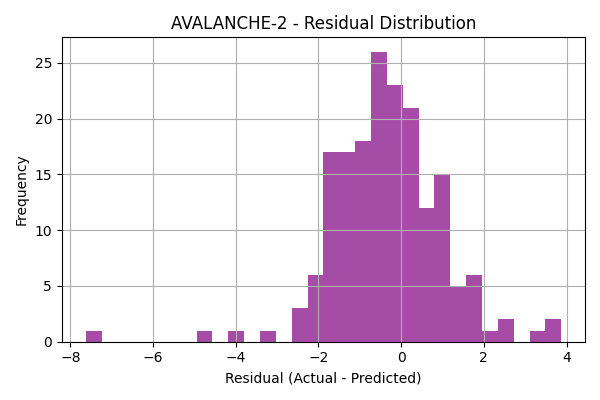 AVALANCHE-2 - Residual Distribution
25
20
15
10
5
0
Frequency
−8 −6 −4 −2 0 2 4
Residual (Actual - Predicted)